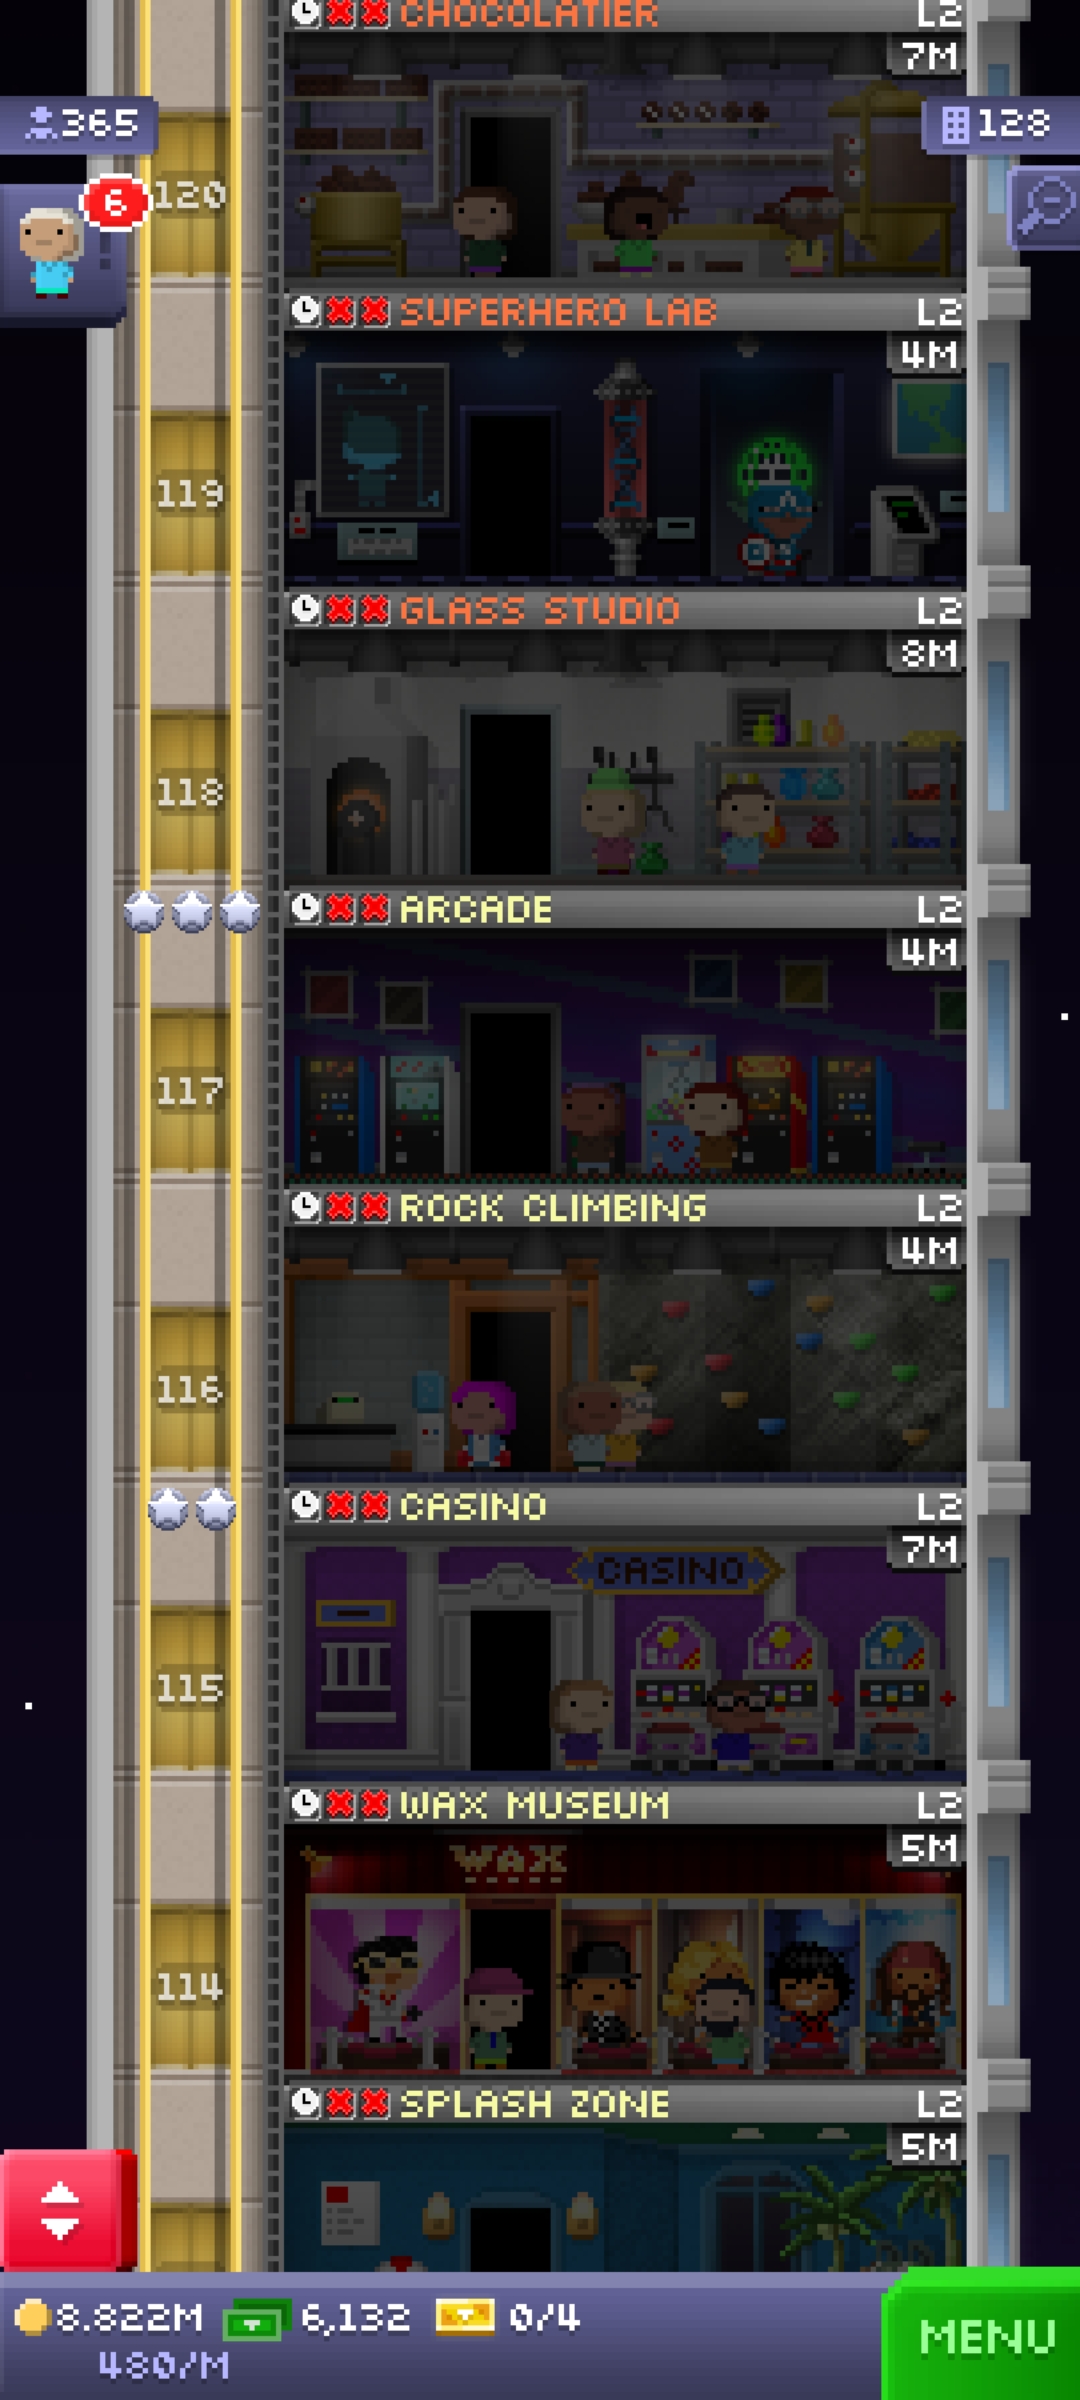 CHOCOLATIER L2
7M
365
128
6
120
SUPERHERO LAB L2
4M
119
GLASS STUDIO L2
8M
118
ARCADE L2
4M
117
ROCK CLIMBING L2
4M
116
CASINO L2
7M
CASINO
115
WAX MUSEUM L2
5M
WAX
114
SPLASH ZONE L2
5M
8.822M 6,132 0/4
480/M
MENU